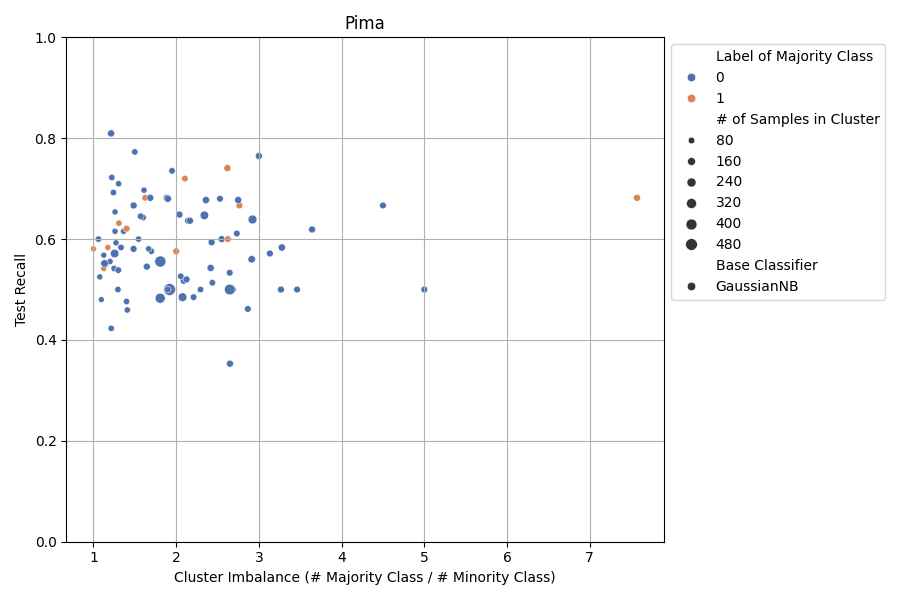 Pima
1.0
0.8
0.6
0.4
0.2
0.0
Test Recall
1 2 3 4 5 6 7
Cluster Imbalance (# Majority Class / # Minority Class)
Label of Majority Class
0
1
# of Samples in Cluster
80
160
240
320
400
480
Base Classifier
GaussianNB